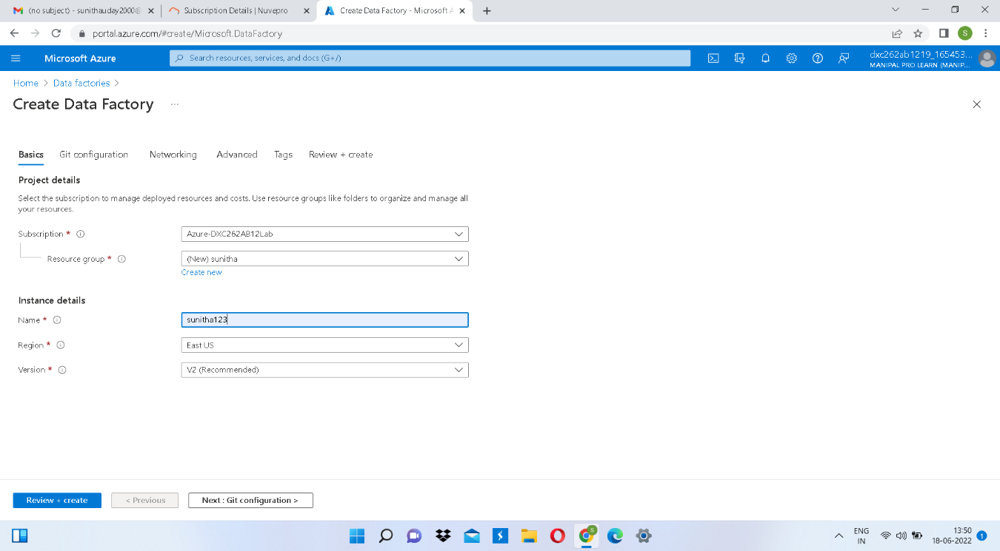 (no subject) - sunithauday2000@
Subscription Details | Nuvepro
Create Data Factory - Microsoft A
portal.azure.com/#create/Microsoft.DataFactory
S
Microsoft Azure
Search resources, services, and docs (G+/)
dxc262ab1219_165453...
MANIPAL PRO LEARN (MANIP...
Home > Data factories >
Create Data Factory ...
Basics Git configuration Networking Advanced Tags Review + create
Project details
Select the subscription to manage deployed resources and costs. Use resource groups like folders to organize and manage all
your resources.
Subscription *
Azure-DXC262AB12Lab
Resource group *
(New) sunitha
Create new
Instance details
Name *
sunitha123
Region *
East US
Version *
V2 (Recommended)
Review + create
< Previous
Next : Git configuration >
S
ENG
IN
13:50
18-06-2022
1